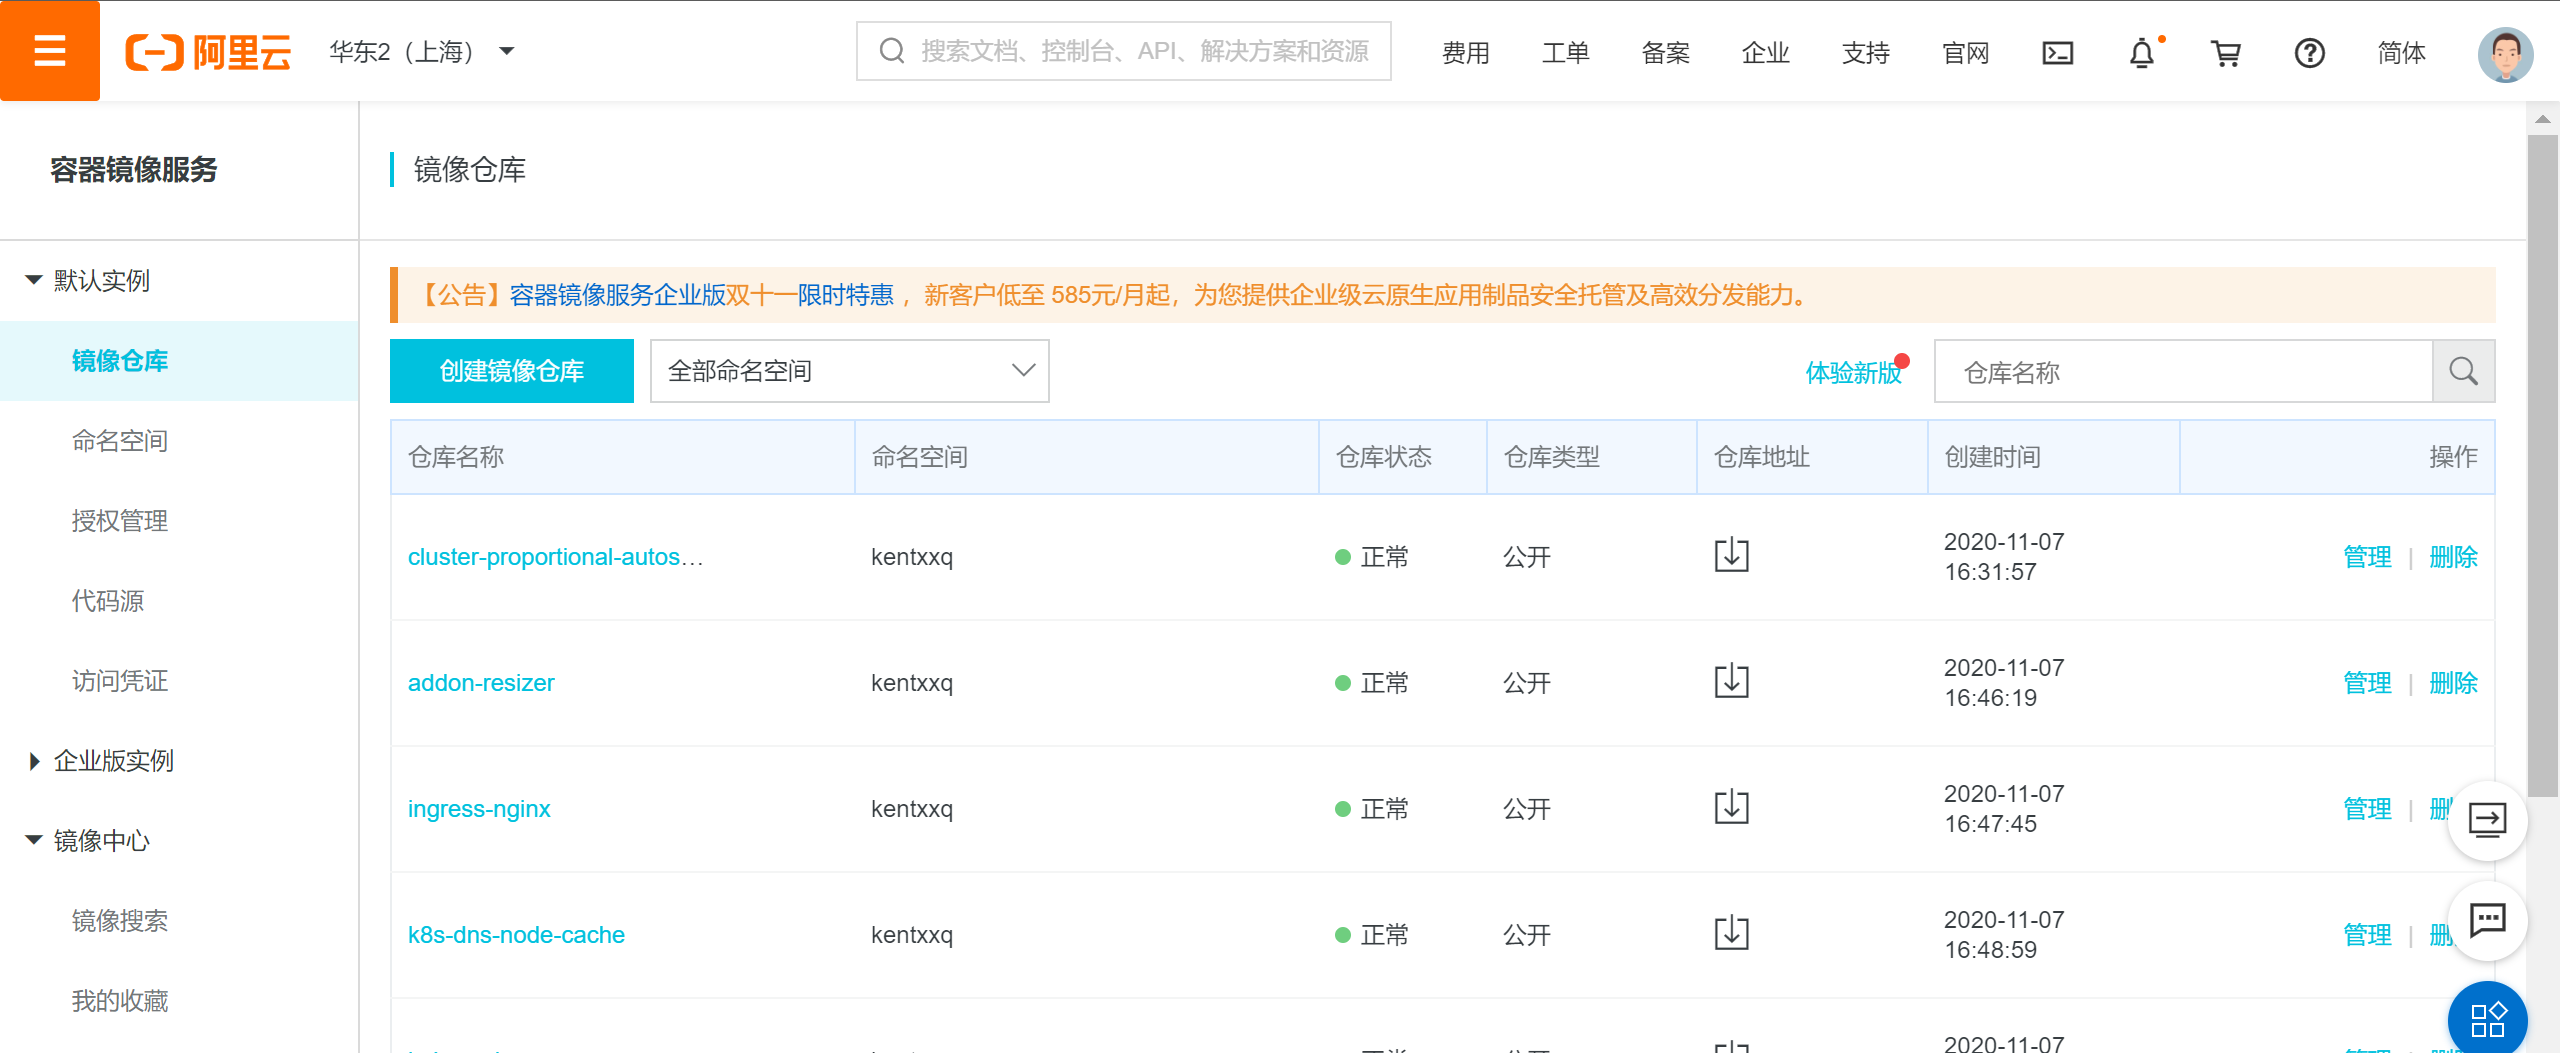 阿里云 华东2（上海） 搜索文档、控制台、API、解决方案和资源 费用 工单 备案 企业 支持 官网 简体
容器镜像服务
默认实例
镜像仓库
命名空间
授权管理
代码源
访问凭证
企业版实例
镜像中心
镜像搜索
我的收藏
镜像仓库
【公告】容器镜像服务企业版双十一限时特惠 ，新客户低至 585元/月起，为您提供企业级云原生应用制品安全托管及高效分发能力。
创建镜像仓库 全部命名空间 体验新版 仓库名称
仓库名称 命名空间 仓库状态 仓库类型 仓库地址 创建时间 操作
cluster-proportional-autos… kentxxq 正常 公开 2020-11-07 16:31:57 管理 | 删除
addon-resizer kentxxq 正常 公开 2020-11-07 16:46:19 管理 | 删除
ingress-nginx kentxxq 正常 公开 2020-11-07 16:47:45 管理 | 删
k8s-dns-node-cache kentxxq 正常 公开 2020-11-07 16:48:59 管理 | 删
2020-11-07